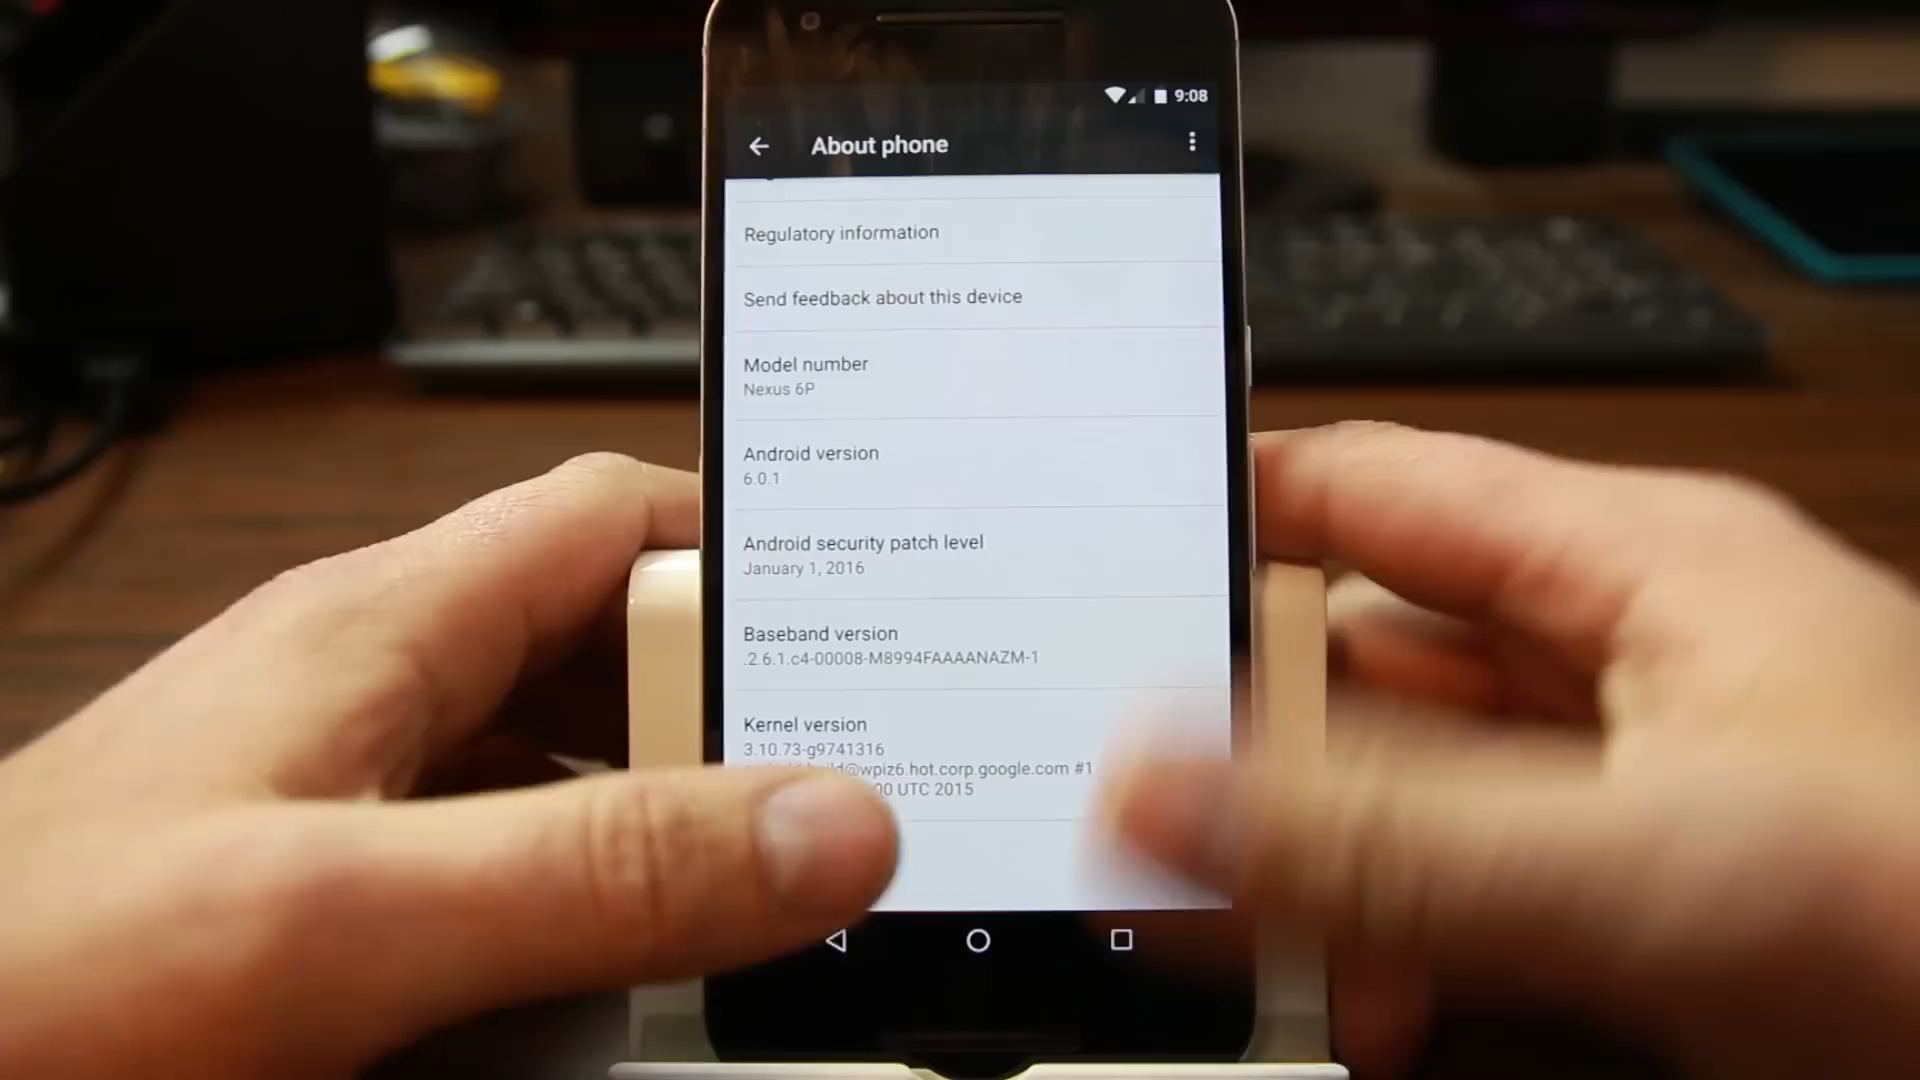 9:08
About phone
Regulatory information
Send feedback about this device
Model number
Nexus 6P
Android version
6.0.1
Android security patch level
January 1, 2016
Baseband version
.2.6.1.c4-00008-M8994FAAAANAZM-1
Kernel version
3.10.73-g9741316
@wpiz6.hot.corp.google.com #1
UTC 2015